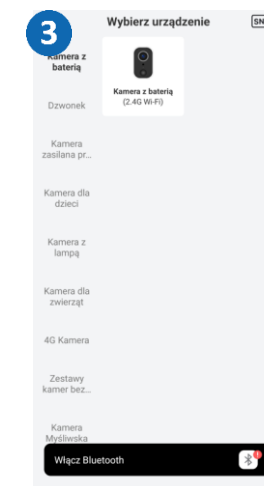 3
Wybierz urządzenie
SN
Kamera z
baterią
Kamera z baterią
(2.4G Wi-Fi)
Dzwonek
Kamera
zasilana pr...
Kamera dla
dzieci
Kamera z
lampą
Kamera dla
zwierząt
4G Kamera
Zestawy
kamer bez...
Kamera
Myśliwska
Włącz Bluetooth